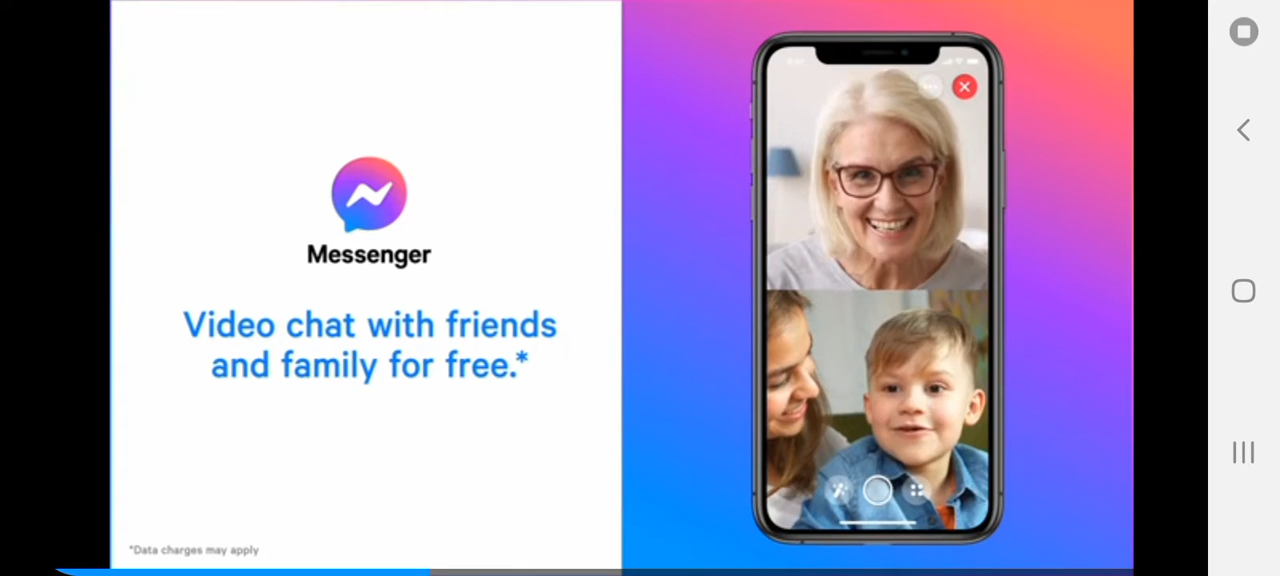 Messenger
Video chat with friends
and family for free.*
*Data charges may apply